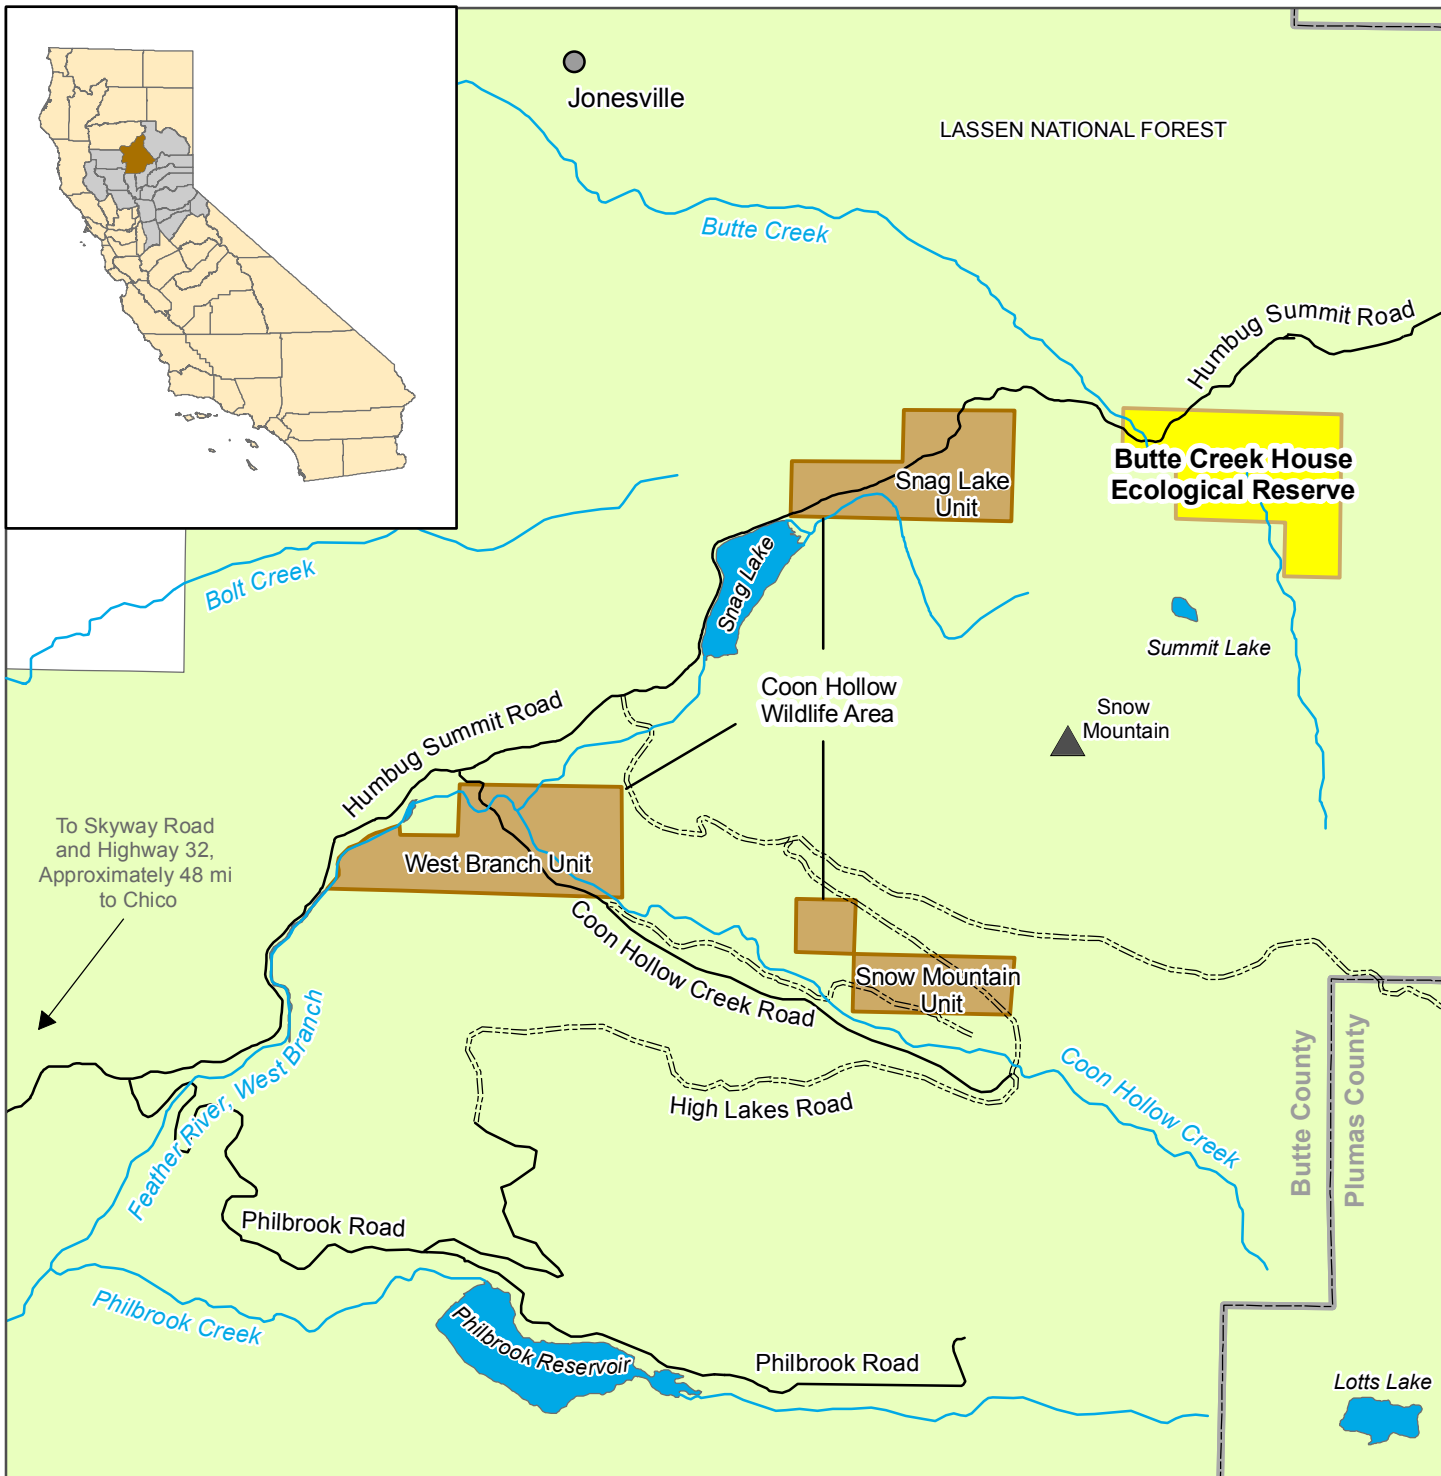 Jonesville
LASSEN NATIONAL FOREST
Butte Creek
Humbug Summit Road
Butte Creek House
Ecological Reserve
Snag Lake
Unit
Bolt Creek
Snag Lake
Summit Lake
Coon Hollow
Wildlife Area
Snow
Mountain
Humbug Summit Road
To Skyway Road
and Highway 32,
Approximately 48 mi
to Chico
West Branch Unit
Coon Hollow Creek Road
Snow Mountain
Unit
Feather River, West Branch
High Lakes Road
Coon Hollow Creek
Butte County
Plumas County
Philbrook Road
Philbrook Creek
Philbrook Reservoir
Philbrook Road
Lotts Lake